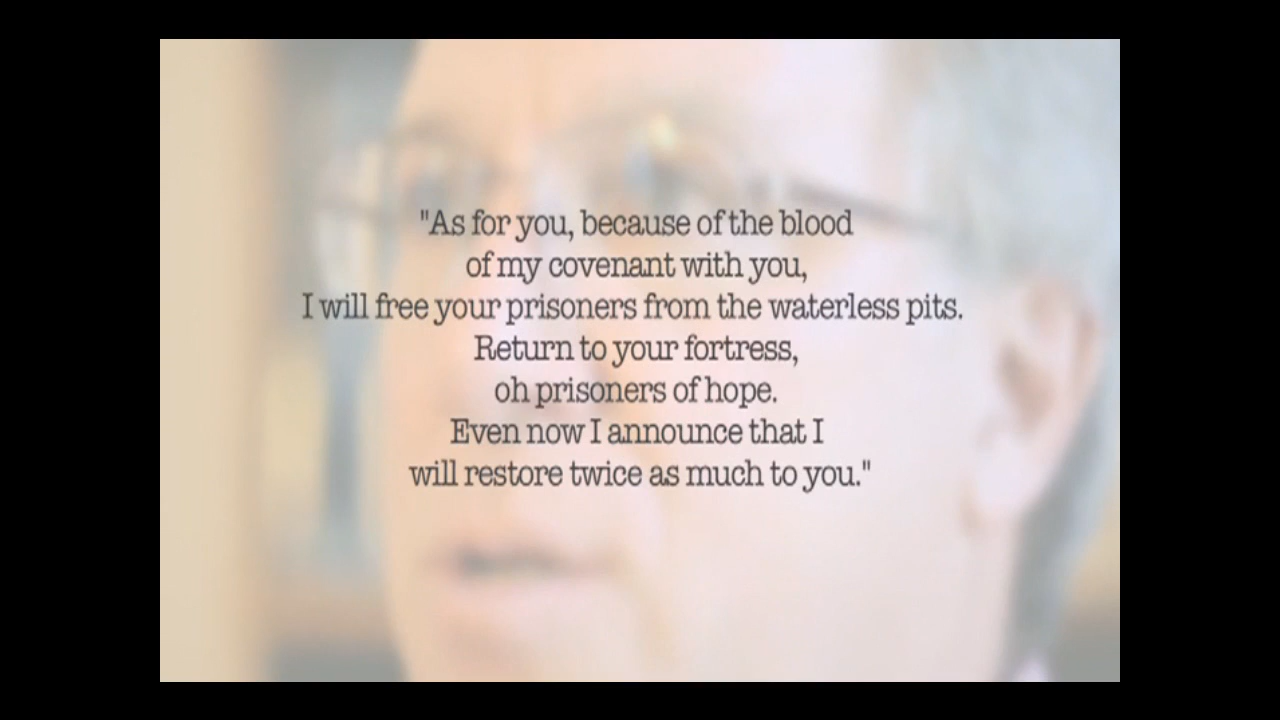 "As for you, because of the blood
of my covenant with you,
I will free your prisoners from the waterless pits.
Return to your fortress,
oh prisoners of hope.
Even now I announce that I
will restore twice as much to you."